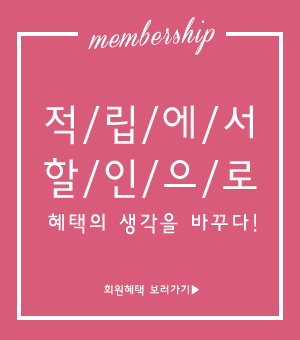 membership
적/립/에/서
할/인/으/로
혜택의 생각을 바꾸다!
회원혜택 보러가기▶